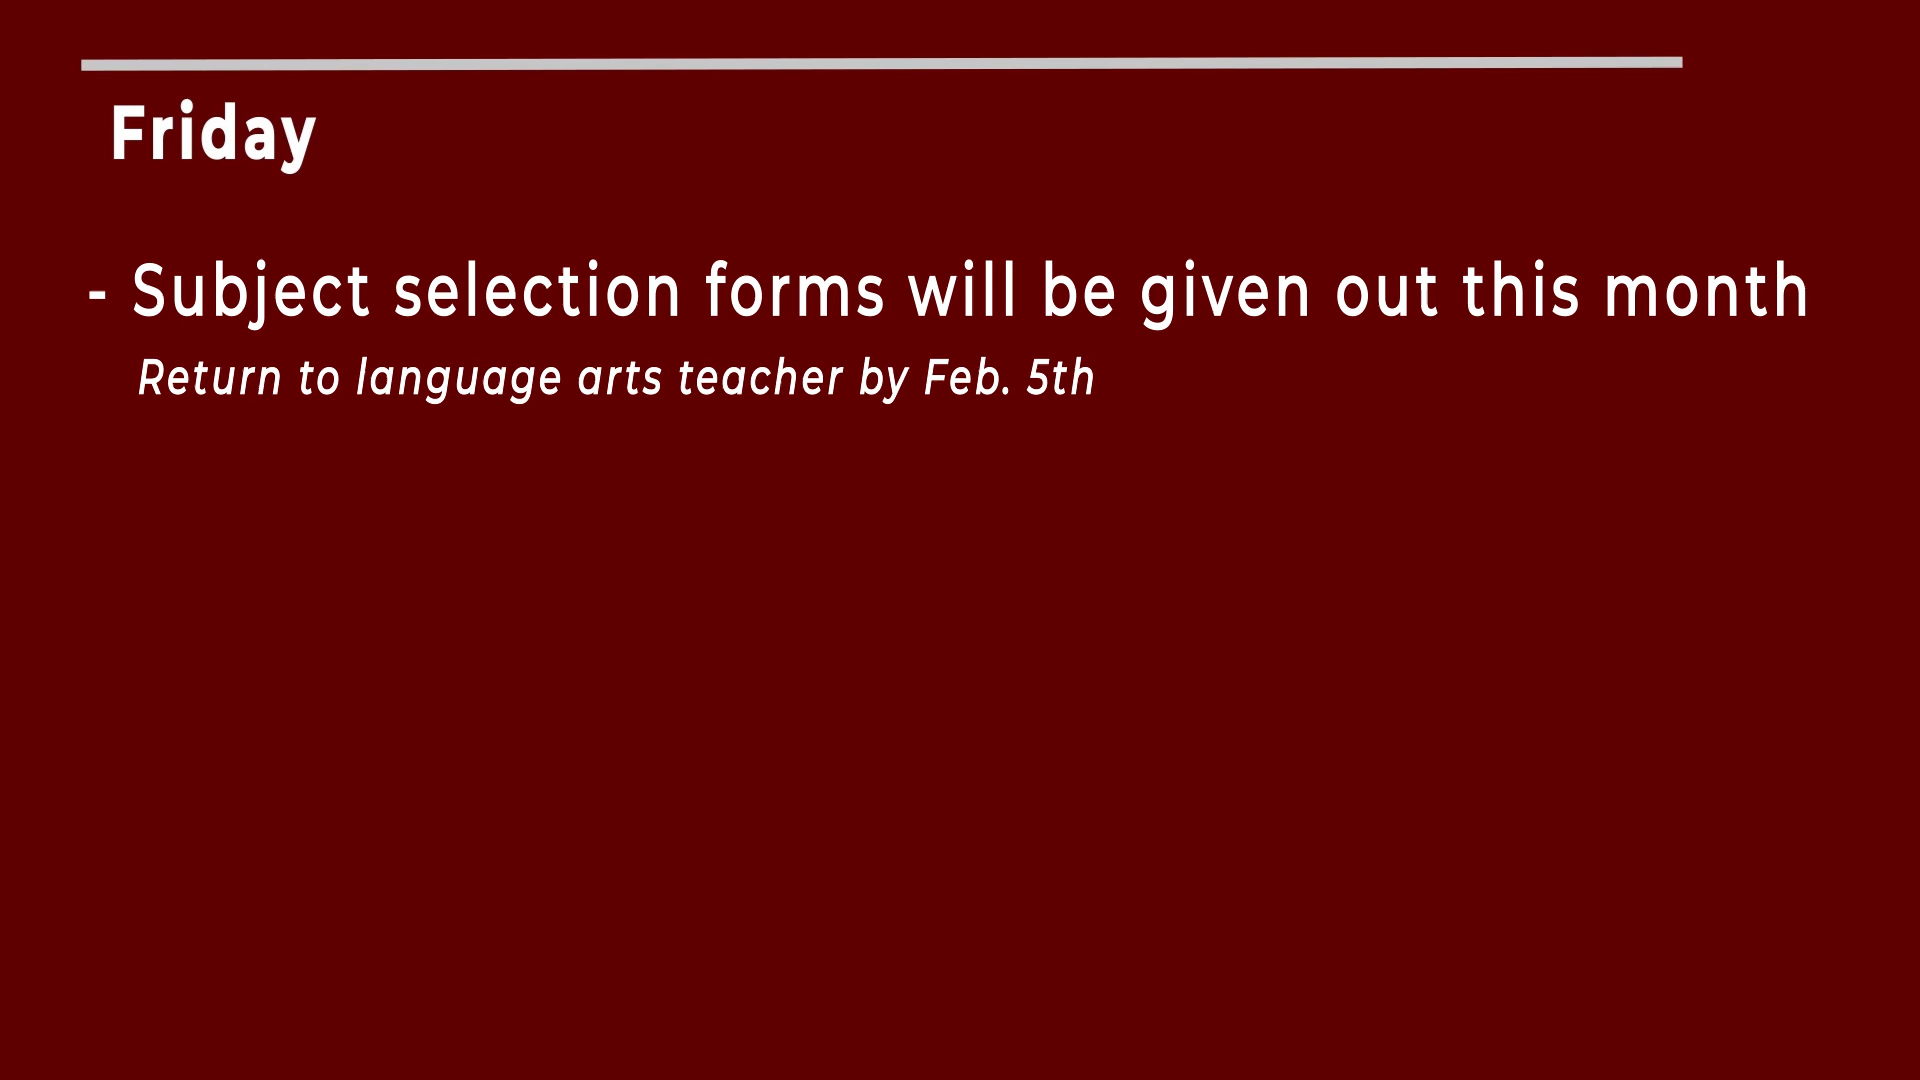 Friday
- Subject selection forms will be given out this month
Return to language arts teacher by Feb. 5th